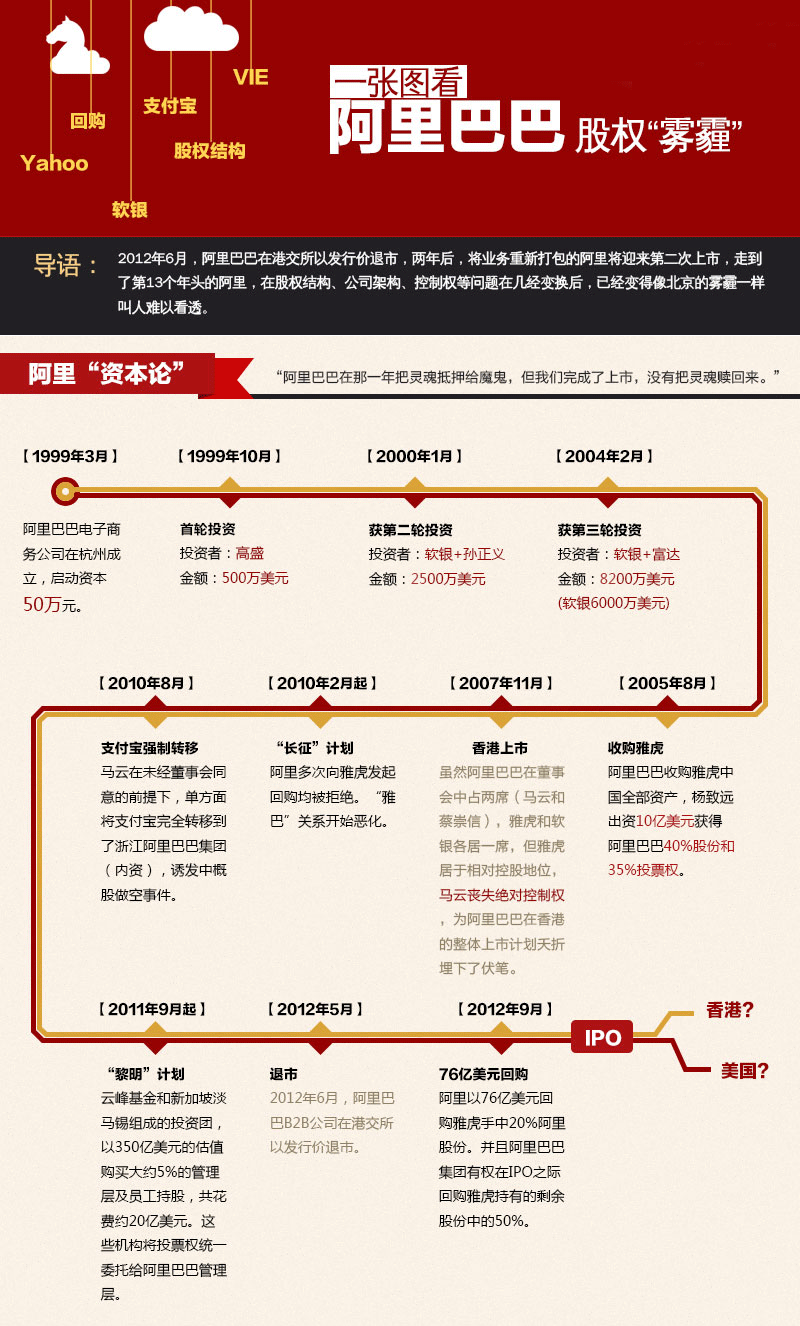 VIE
支付宝
回购
股权结构
Yahoo
软银
一张图看
阿里巴巴 股权“雾霾”
导语：
2012年6月，阿里巴巴在港交所以发行价退市，两年后，将业务重新打包的阿里将迎来第二次上市，走到
了第13个年头的阿里，在股权结构、公司架构、控制权等问题在几经变换后，已经变得像北京的雾霾一样
叫人难以看透。
阿里“资本论”
“阿里巴巴在那一年把灵魂抵押给魔鬼，但我们完成了上市，没有把灵魂赎回来。”
【1999年3月】
阿里巴巴电子商
务公司在杭州成
立，启动资本
50万元。
【1999年10月】
首轮投资
投资者：高盛
金额：500万美元
【2000年1月】
获第二轮投资
投资者：软银+孙正义
金额：2500万美元
【2004年2月】
获第三轮投资
投资者：软银+富达
金额：8200万美元
(软银6000万美元)
【2010年8月】
支付宝强制转移
马云在未经董事会同
意的前提下，单方面
将支付宝完全转移到
了浙江阿里巴巴集团
（内资），诱发中概
股做空事件。
【2010年2月起】
“长征”计划
阿里多次向雅虎发起
回购均被拒绝。“雅
巴”关系开始恶化。
【2007年11月】
香港上市
虽然阿里巴巴在董事
会中占两席（马云和
蔡崇信），雅虎和软
银各居一席，但雅虎
居于相对控股地位，
马云丧失绝对控制权
，为阿里巴巴在香港
的整体上市计划夭折
埋下了伏笔。
【2005年8月】
收购雅虎
阿里巴巴收购雅虎中
国全部资产，杨致远
出资10亿美元获得
阿里巴巴40%股份和
35%投票权。
【2011年9月起】
“黎明”计划
云峰基金和新加坡淡
马锡组成的投资团，
以350亿美元的估值
购买大约5%的管理
层及员工持股，共花
费约20亿美元。这
些机构将投票权统一
委托给阿里巴巴管理
层。
【2012年5月】
退市
2012年6月，阿里巴
巴B2B公司在港交所
以发行价退市。
【2012年9月】
76亿美元回购
阿里以76亿美元回
购雅虎手中20%阿里
股份。并且阿里巴巴
集团有权在IPO之际
回购雅虎持有的剩余
股份中的50%。
IPO
香港?
美国?